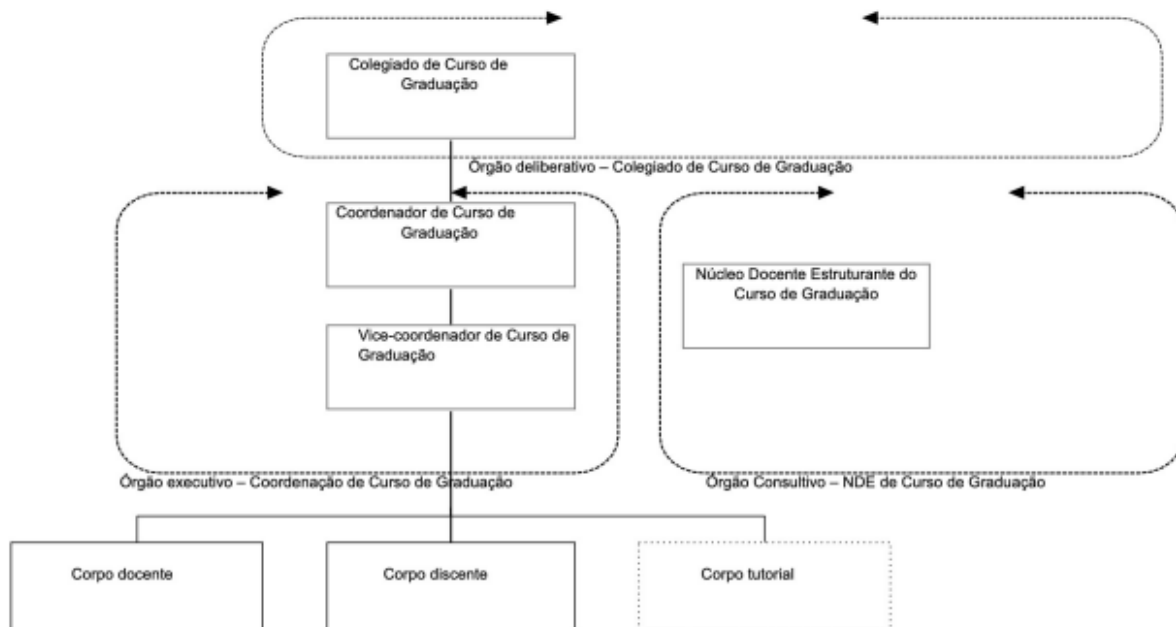 Colegiado de Curso de
Graduação
Órgão deliberativo – Colegiado de Curso de Graduação
Coordenador de Curso de
Graduação
Núcleo Docente Estruturante do
Curso de Graduação
Vice-coordenador de Curso de
Graduação
Órgão executivo – Coordenação de Curso de Graduação
Órgão Consultivo – NDE de Curso de Graduação
Corpo docente
Corpo discente
Corpo tutorial